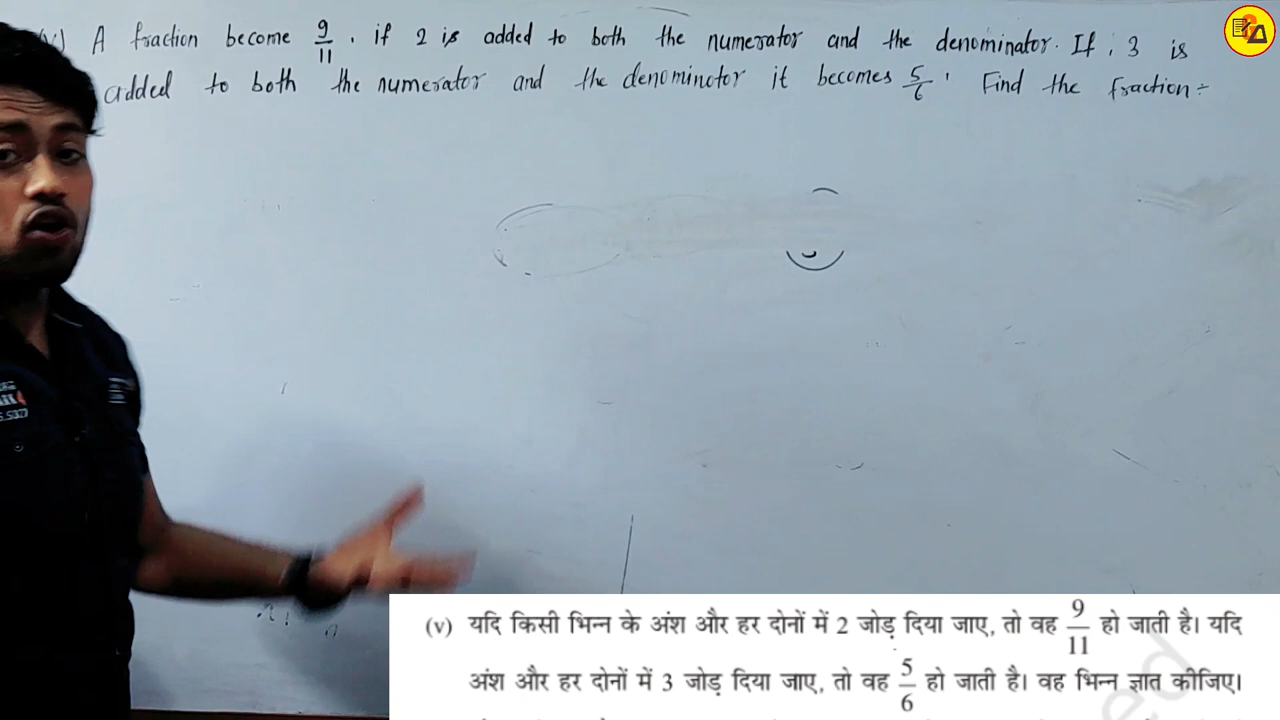 v) A fraction become 9/11, if 2 is added to both the numerator and the denominator. If, 3 is
added to both the numerator and the denominotor it becomes 5/6. Find the fraction ÷
(v) यदि किसी भिन्न के अंश और हर दोनों में 2 जोड़ दिया जाए, तो वह 9/11 हो जाती है। यदि
अंश और हर दोनों में 3 जोड़ दिया जाए, तो वह 5/6 हो जाती है। वह भिन्न ज्ञात कीजिए।